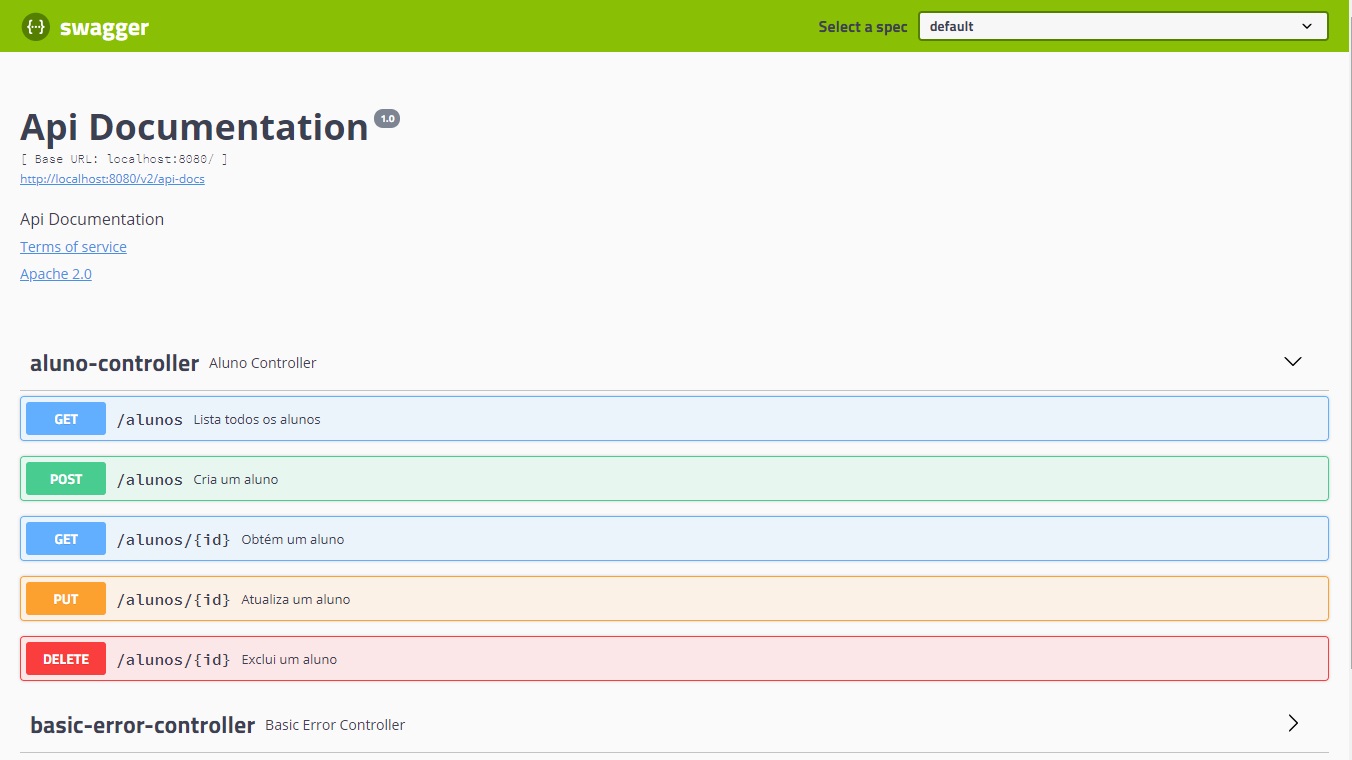 {··} swagger Select a spec default
Api Documentation 1.0
[ Base URL: localhost:8080/ ]
http://localhost:8080/v2/api-docs
Api Documentation
Terms of service
Apache 2.0
aluno-controller Aluno Controller
GET /alunos Lista todos os alunos
POST /alunos Cria um aluno
GET /alunos/{id} Obtém um aluno
PUT /alunos/{id} Atualiza um aluno
DELETE /alunos/{id} Exclui um aluno
basic-error-controller Basic Error Controller